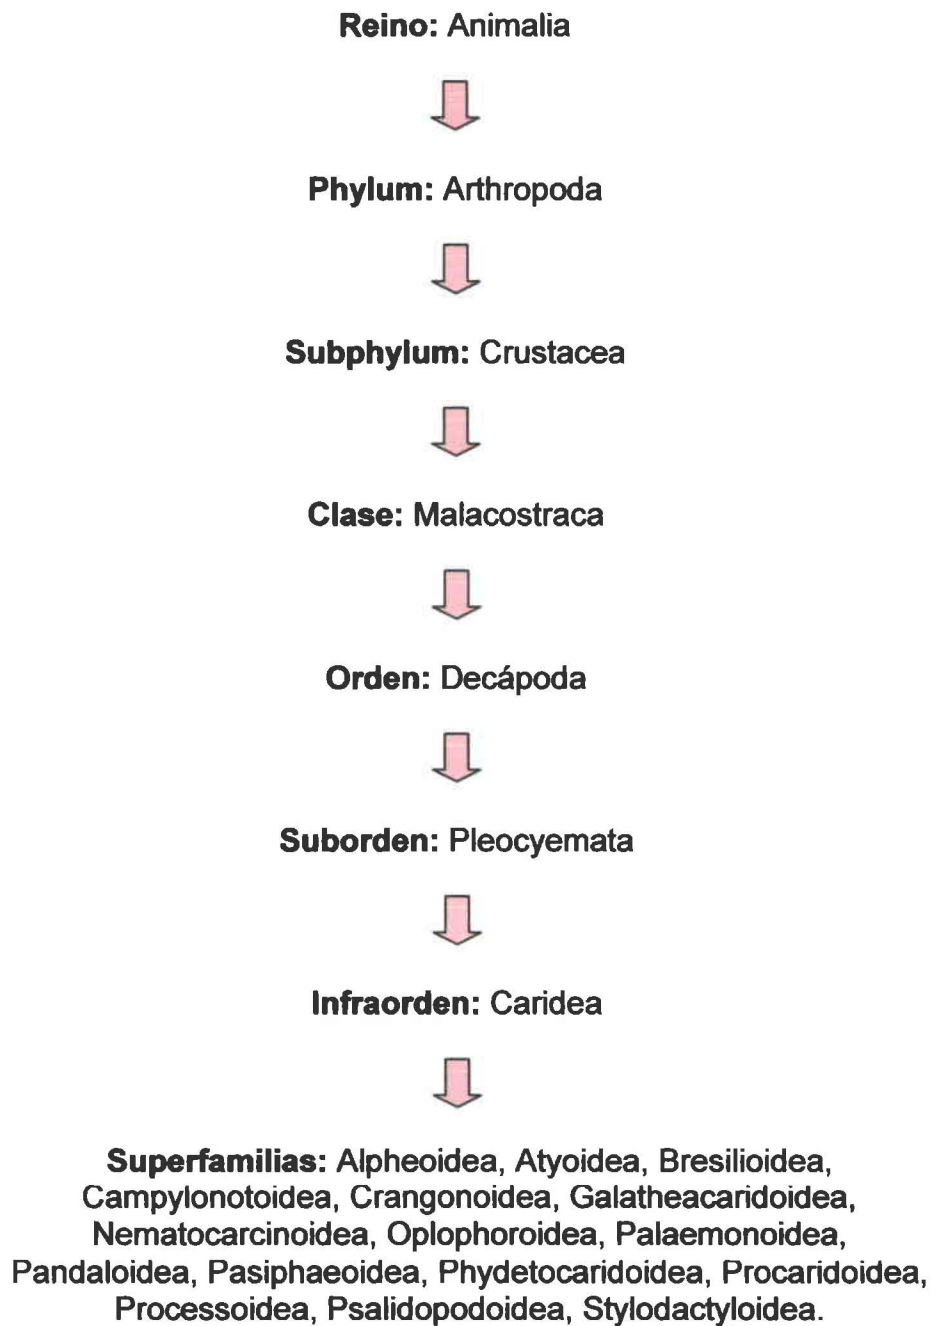 Reino: Animalia
Phylum: Arthropoda
Subphylum: Crustacea
Clase: Malacostraca
Orden: Decápoda
Suborden: Pleocyemata
Infraorden: Caridea
Superfamilias: Alpheoidea, Atyoidea, Bresilioidea,
Campylonotoidea, Crangonoidea, Galatheacaridoidea,
Nematocarcinoidea, Oplophoroidea, Palaemonoidea,
Pandaloidea, Pasiphaeoidea, Phydetocaridoidea, Procaridoidea,
Processoidea, Psalidopodoidea, Stylodactyloidea.